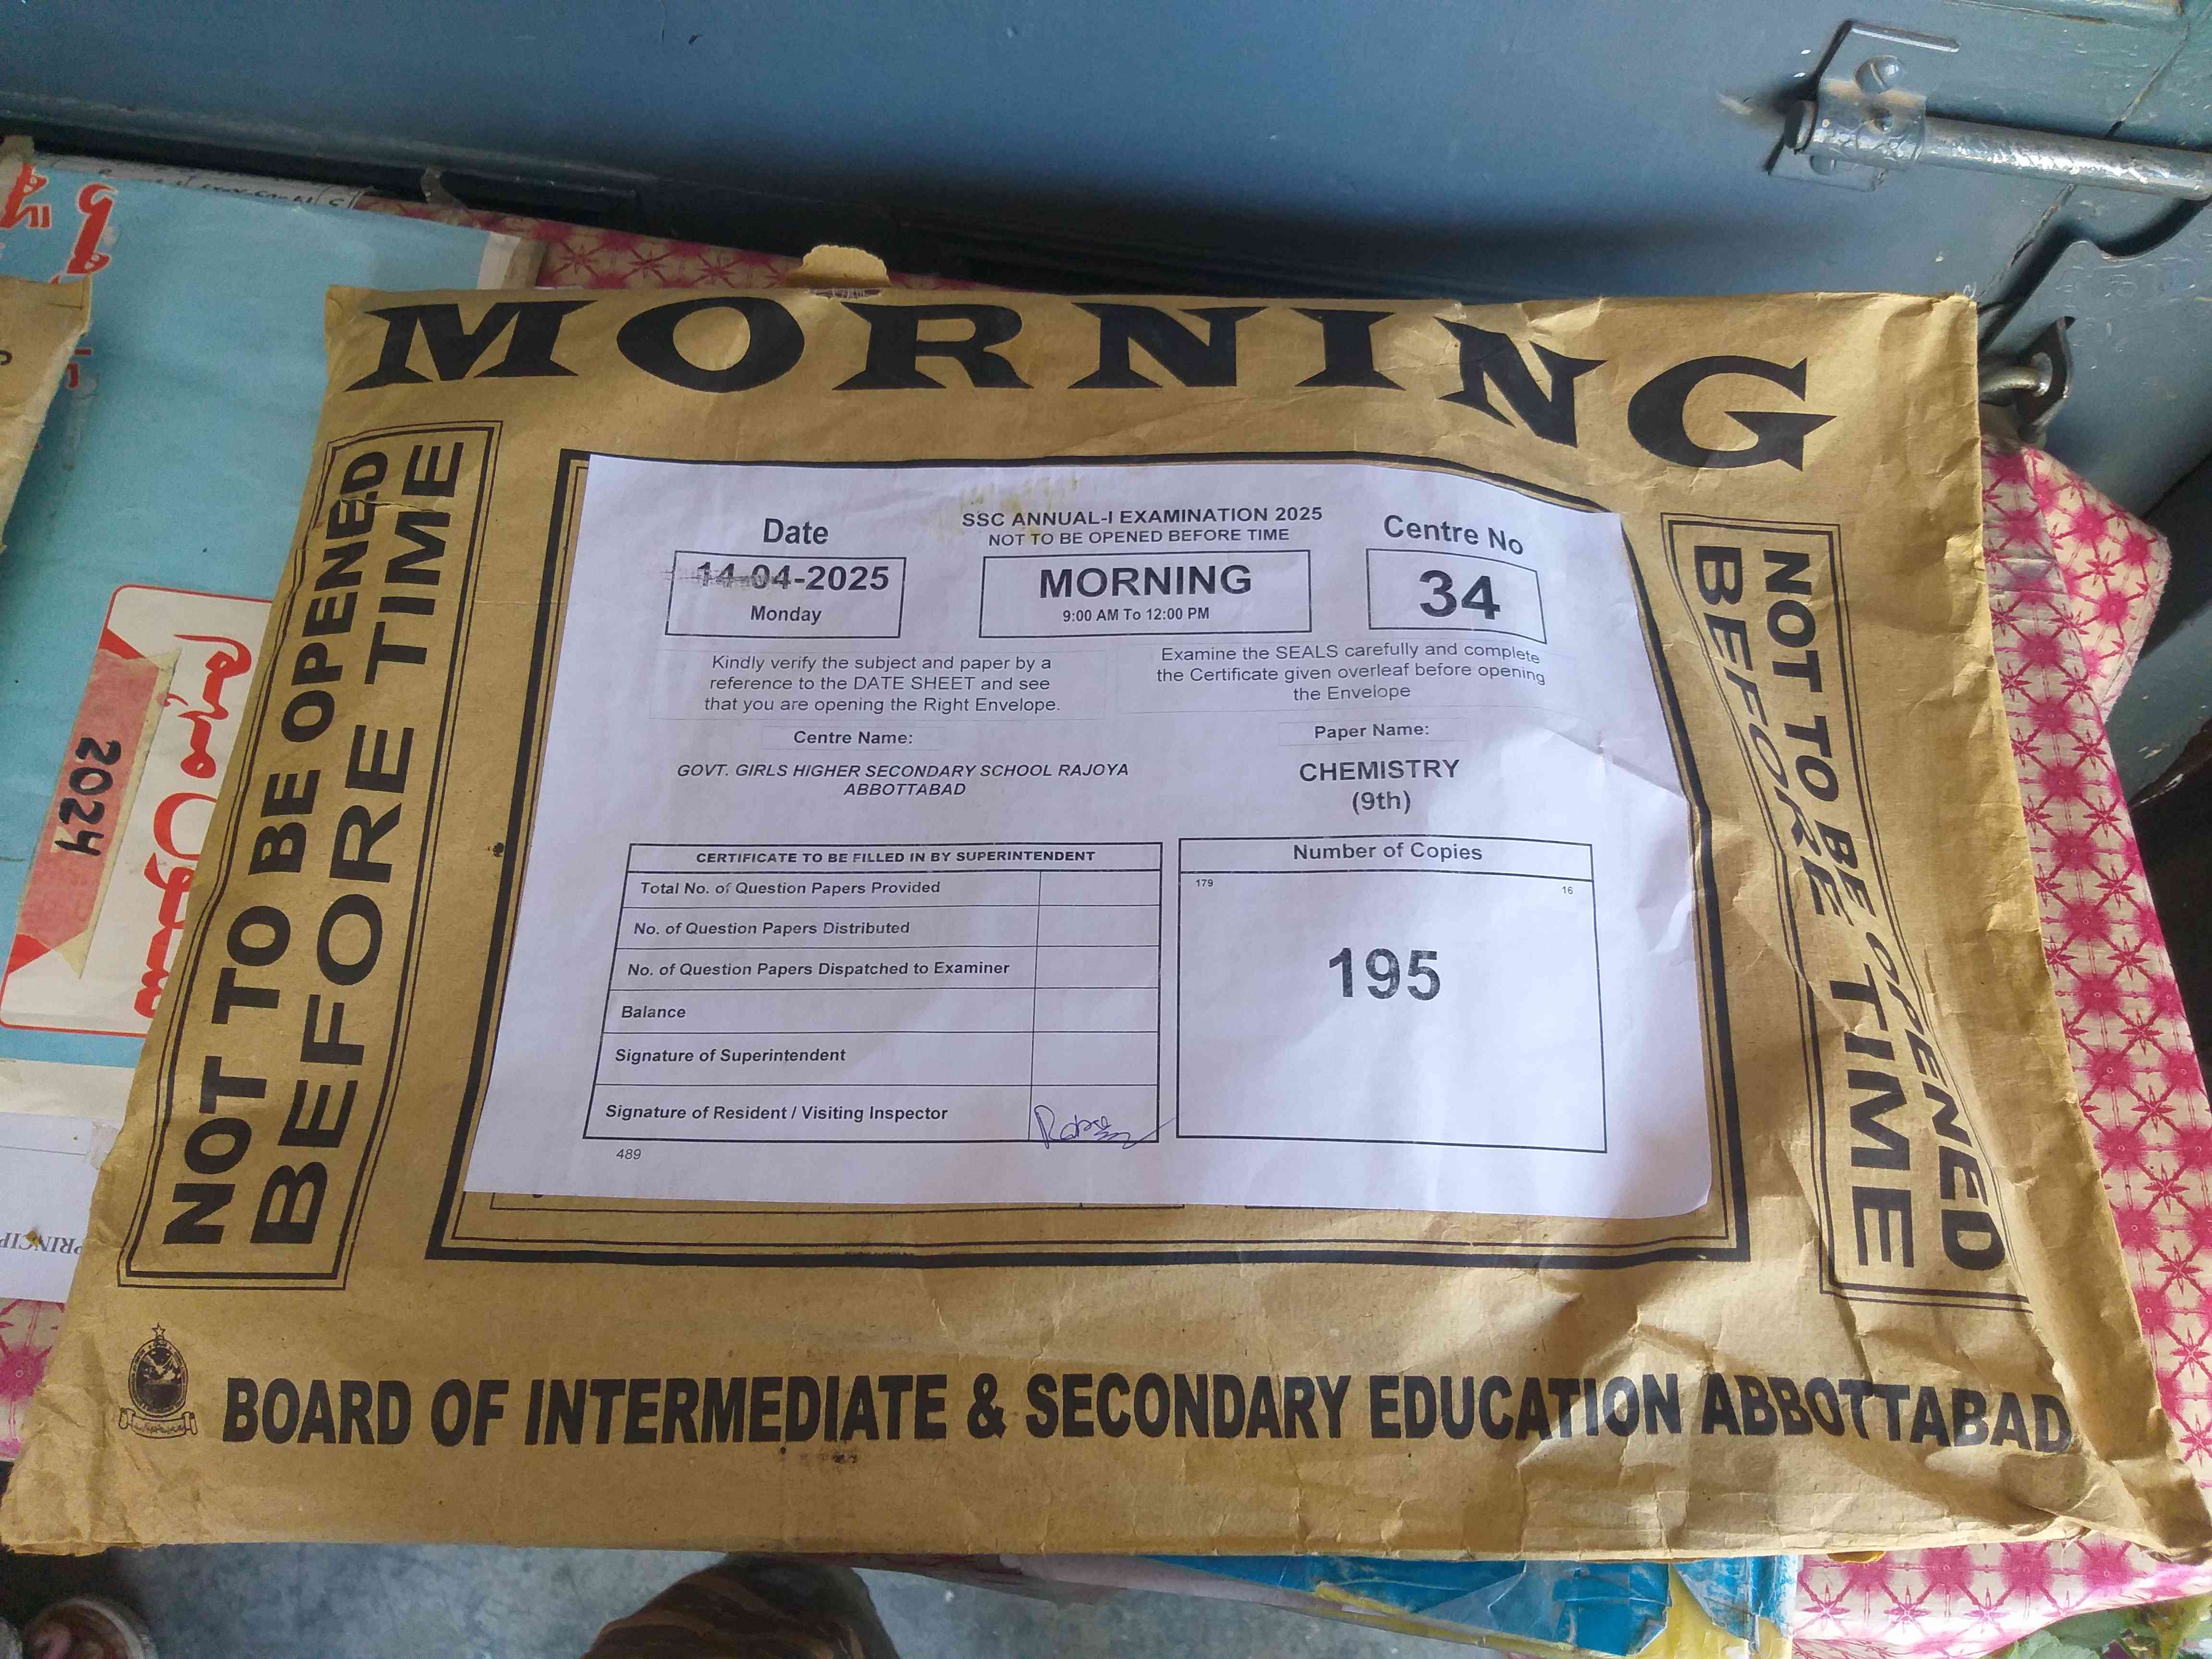 MORNING
NOT TO BE OPENED
BEFORE TIME
Date
14-04-2025
Monday
SSC ANNUAL-I EXAMINATION 2025
NOT TO BE OPENED BEFORE TIME
MORNING
9:00 AM To 12:00 PM
Centre No
34
Kindly verify the subject and paper by a
reference to the DATE SHEET and see
that you are opening the Right Envelope.
Examine the SEALS carefully and complete
the Certificate given overleaf before opening
the Envelope
Centre Name:
GOVT. GIRLS HIGHER SECONDARY SCHOOL RAJOYA
ABBOTTABAD
Paper Name:
CHEMISTRY
(9th)
CERTIFICATE TO BE FILLED IN BY SUPERINTENDENT
Total No. of Question Papers Provided
No. of Question Papers Distributed
No. of Question Papers Dispatched to Examiner
Balance
Signature of Superintendent
Signature of Resident / Visiting Inspector
489
Number of Copies
179 16
195
NOT TO BE OPENED
BEFORE TIME
BOARD OF INTERMEDIATE & SECONDARY EDUCATION ABBOTTABAD
2024